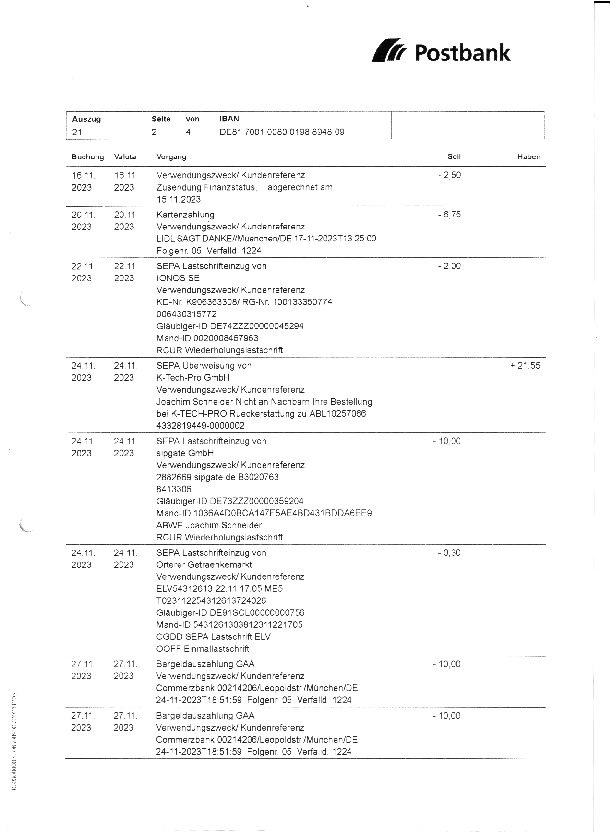 Postbank
Auszug Seite von IBAN
21 2 4 DE81 7001 0080 0198 8948 09
Buchung Valuta Vorgang Soll Haben
16.11. 16.11. Verwendungszweck/ Kundenreferenz - 2,50
2023 2023 Zusendung Finanzstatus, abgerechnet am
15.11.2023
20.11. 20.11. Kartenzahlung - 6,75
2023 2023 Verwendungszweck/ Kundenreferenz
LIDL SAGT DANKE//Muenchen/DE 17-11-2023T13:25:00
Folgenr. 05 Verfalld. 1224
22.11. 22.11. SEPA Lastschrifteinzug von - 2,00
2023 2023 IONOS SE
Verwendungszweck/ Kundenreferenz
KD-Nr. K906363308/ RG-Nr. 100133350774
006430315772
Gläubiger-ID DE74ZZZ00000045294
Mand-ID 0020008467963
RCUR Wiederholungslastschrift
24.11. 24.11. SEPA Überweisung von + 21,55
2023 2023 K-Tech-Pro GmbH
Verwendungszweck/ Kundenreferenz
Joachim Schneider Nicht an Nachbarn Ihre Bestellung
bei K-TECH-PRO Rueckerstattung zu ABL10257066
4332819449-0000002
24.11. 24.11. SEPA Lastschrifteinzug von - 10,00
2023 2023 sipgate GmbH
Verwendungszweck/ Kundenreferenz
2682669 sipgate.de B3020763
8413306
Gläubiger-ID DE73ZZZ00000359204
Mand-ID 1036A4D0BCA147F5AE4BD431BDDA6EE9
ABWE Joachim Schneider
RCUR Wiederholungslastschrift
24.11. 24.11. SEPA Lastschrifteinzug von - 0,30
2023 2023 Orterer Getraenkemarkt
Verwendungszweck/ Kundenreferenz
ELV54312613 22.11 17.05 ME5
Gläubiger-ID DE91SCL00000000756
Mand-ID 5431261303812311221705
CGDD SEPA Lastschrift ELV
OOFF Einmallastschrift
27.11. 27.11. Bargeldauszahlung GAA - 10,00
2023 2023 Verwendungszweck/ Kundenreferenz
Commerzbank 00214206/Leopoldstr./München/DE
24-11-2023T18:51:59 Folgenr. 05 Verfalld. 1224
27.11. 27.11. Bargeldauszahlung GAA - 10,00
2023 2023 Verwendungszweck/ Kundenreferenz
Commerzbank 00214206/Leopoldstr./München/DE
24-11-2023T18:51:59 Folgenr. 05 Verfalld. 1224